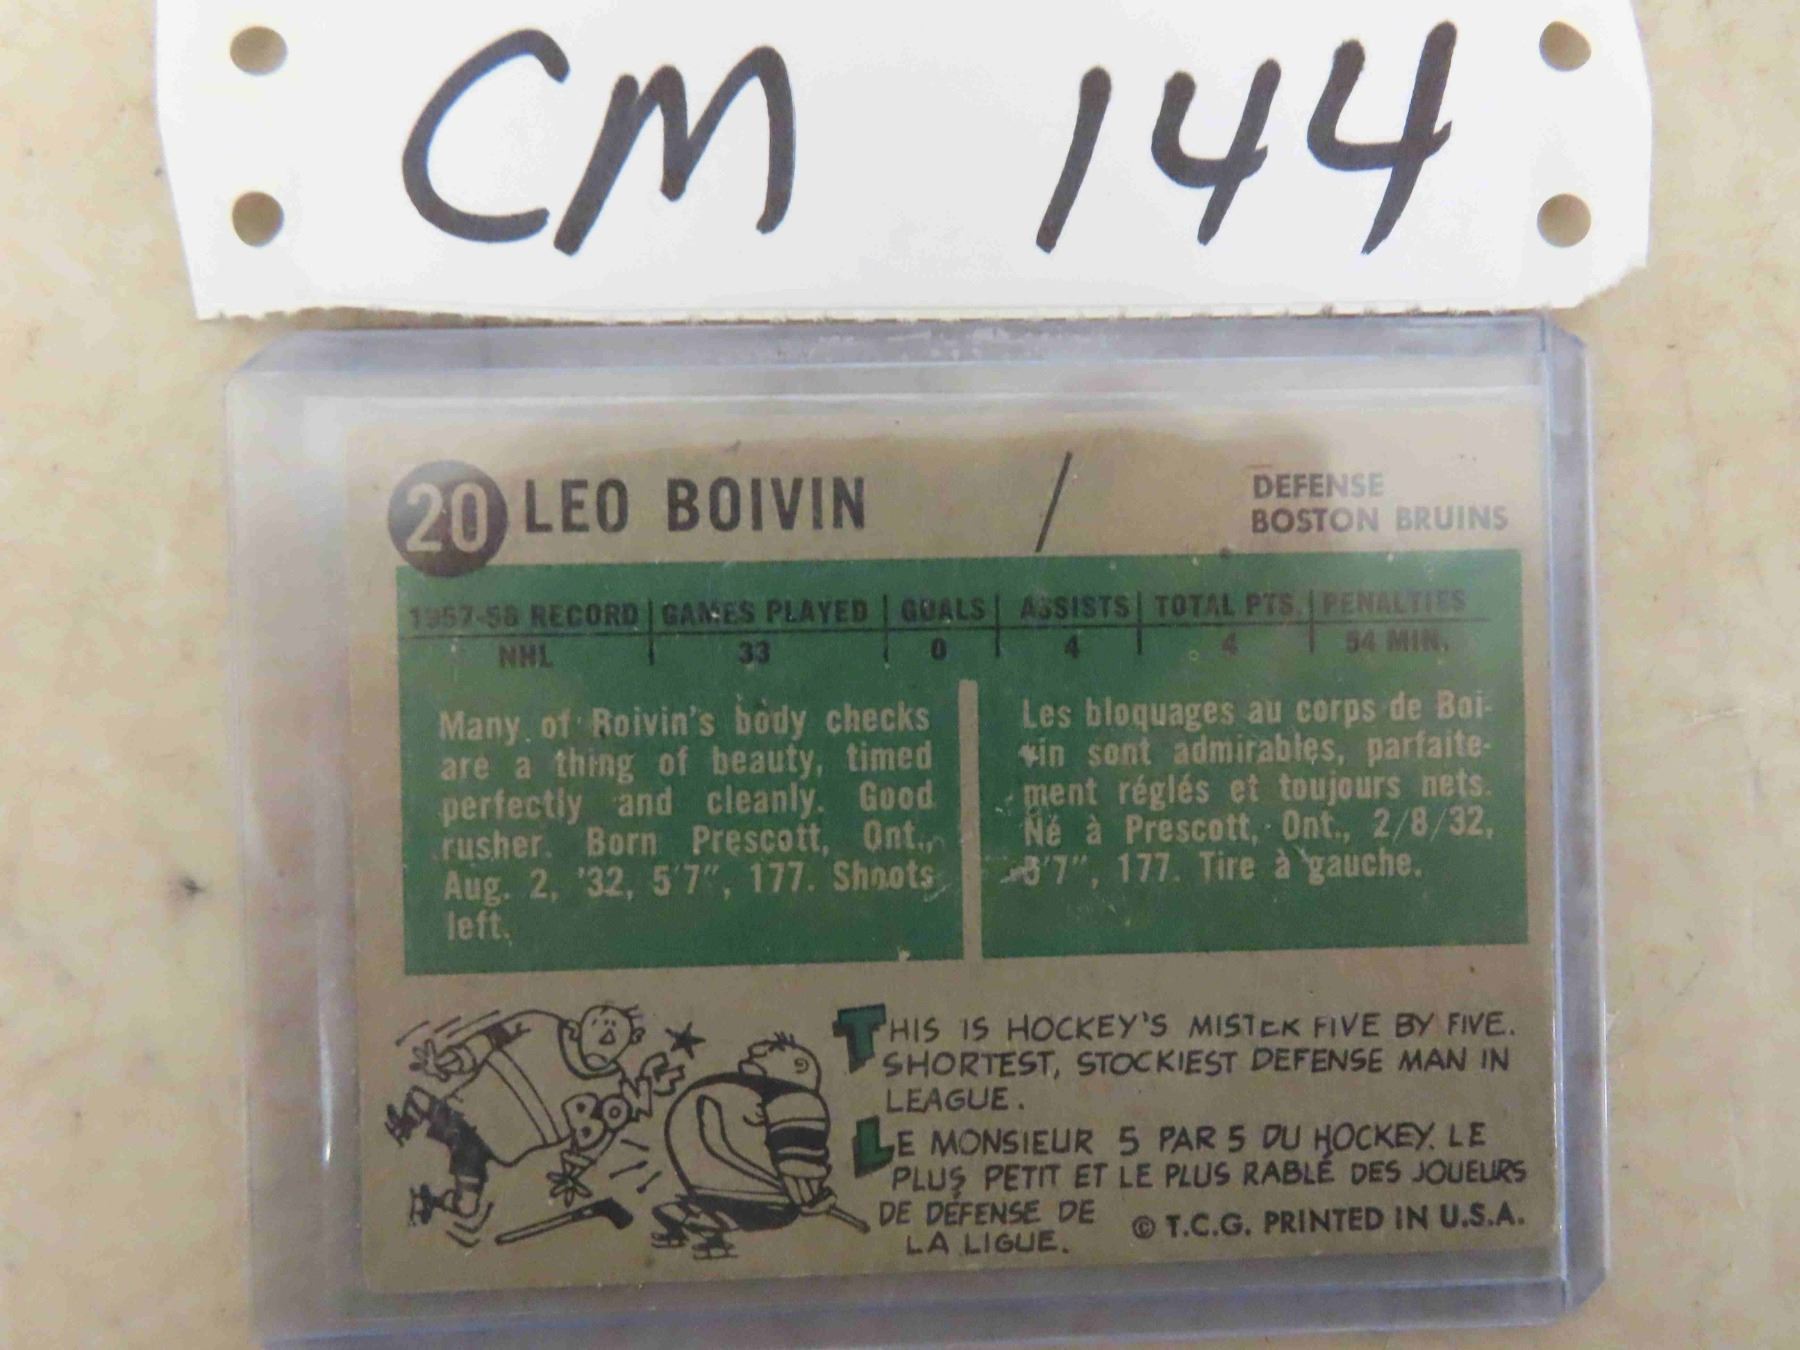 CM 144
20 LEO BOIVIN / DEFENSE
BOSTON BRUINS
1957-58 RECORD | GAMES PLAYED | GOALS | ASSISTS | TOTAL PTS. | PENALTIES
NHL | 33 | 0 | 4 | 4 | 54 MIN.
Many of Boivin's body checks
are a thing of beauty, timed
perfectly and cleanly. Good
rusher. Born Prescott, Ont.,
Aug. 2, '32, 5'7", 177. Shoots
left.
Les bloquages au corps de Boi-
vin sont admirables, parfaite-
ment réglés et toujours nets.
Né à Prescott, Ont., 2/8/32,
5'7", 177. Tire à gauche.
BONG
THIS IS HOCKEY'S MISTER FIVE BY FIVE.
SHORTEST, STOCKIEST DEFENSE MAN IN
LEAGUE.
LE MONSIEUR 5 PAR 5 DU HOCKEY. LE
PLUS PETIT ET LE PLUS RABLÉ DES JOUEURS
DE DÉFENSE DE
LA LIGUE.
© T.C.G. PRINTED IN U.S.A.